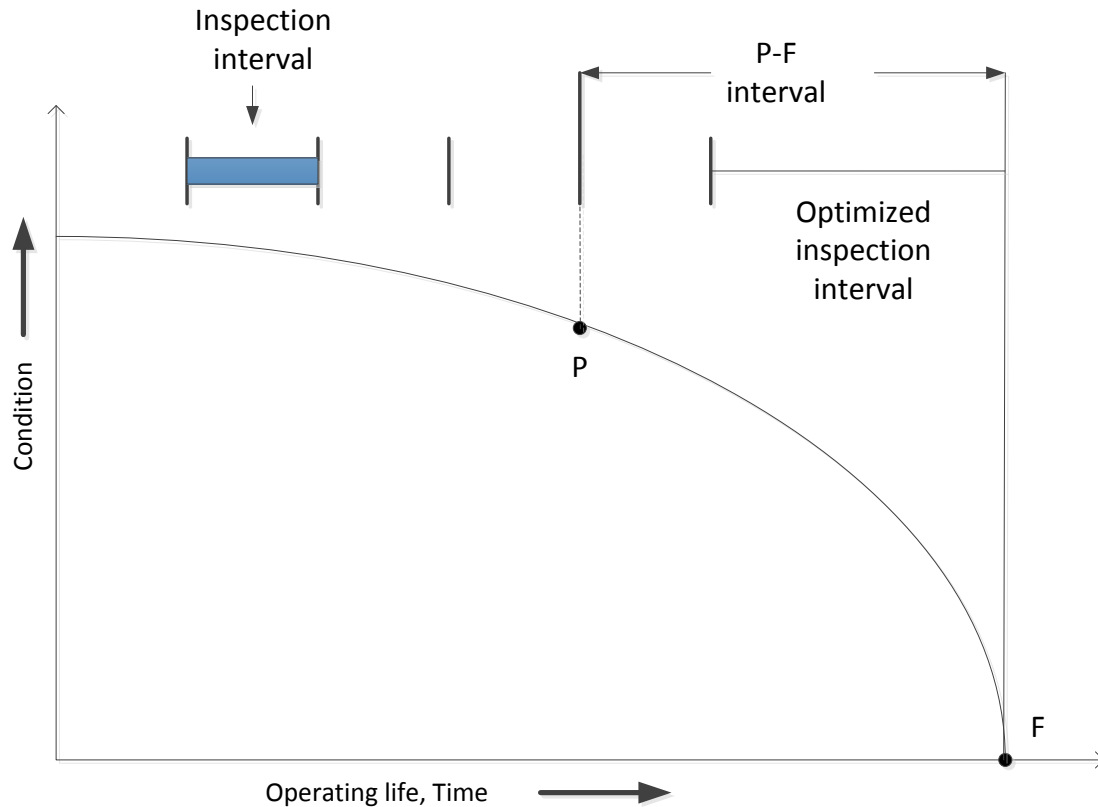 Inspection
interval
P-F
interval
Optimized
inspection
interval
P
Condition
F
Operating life, Time